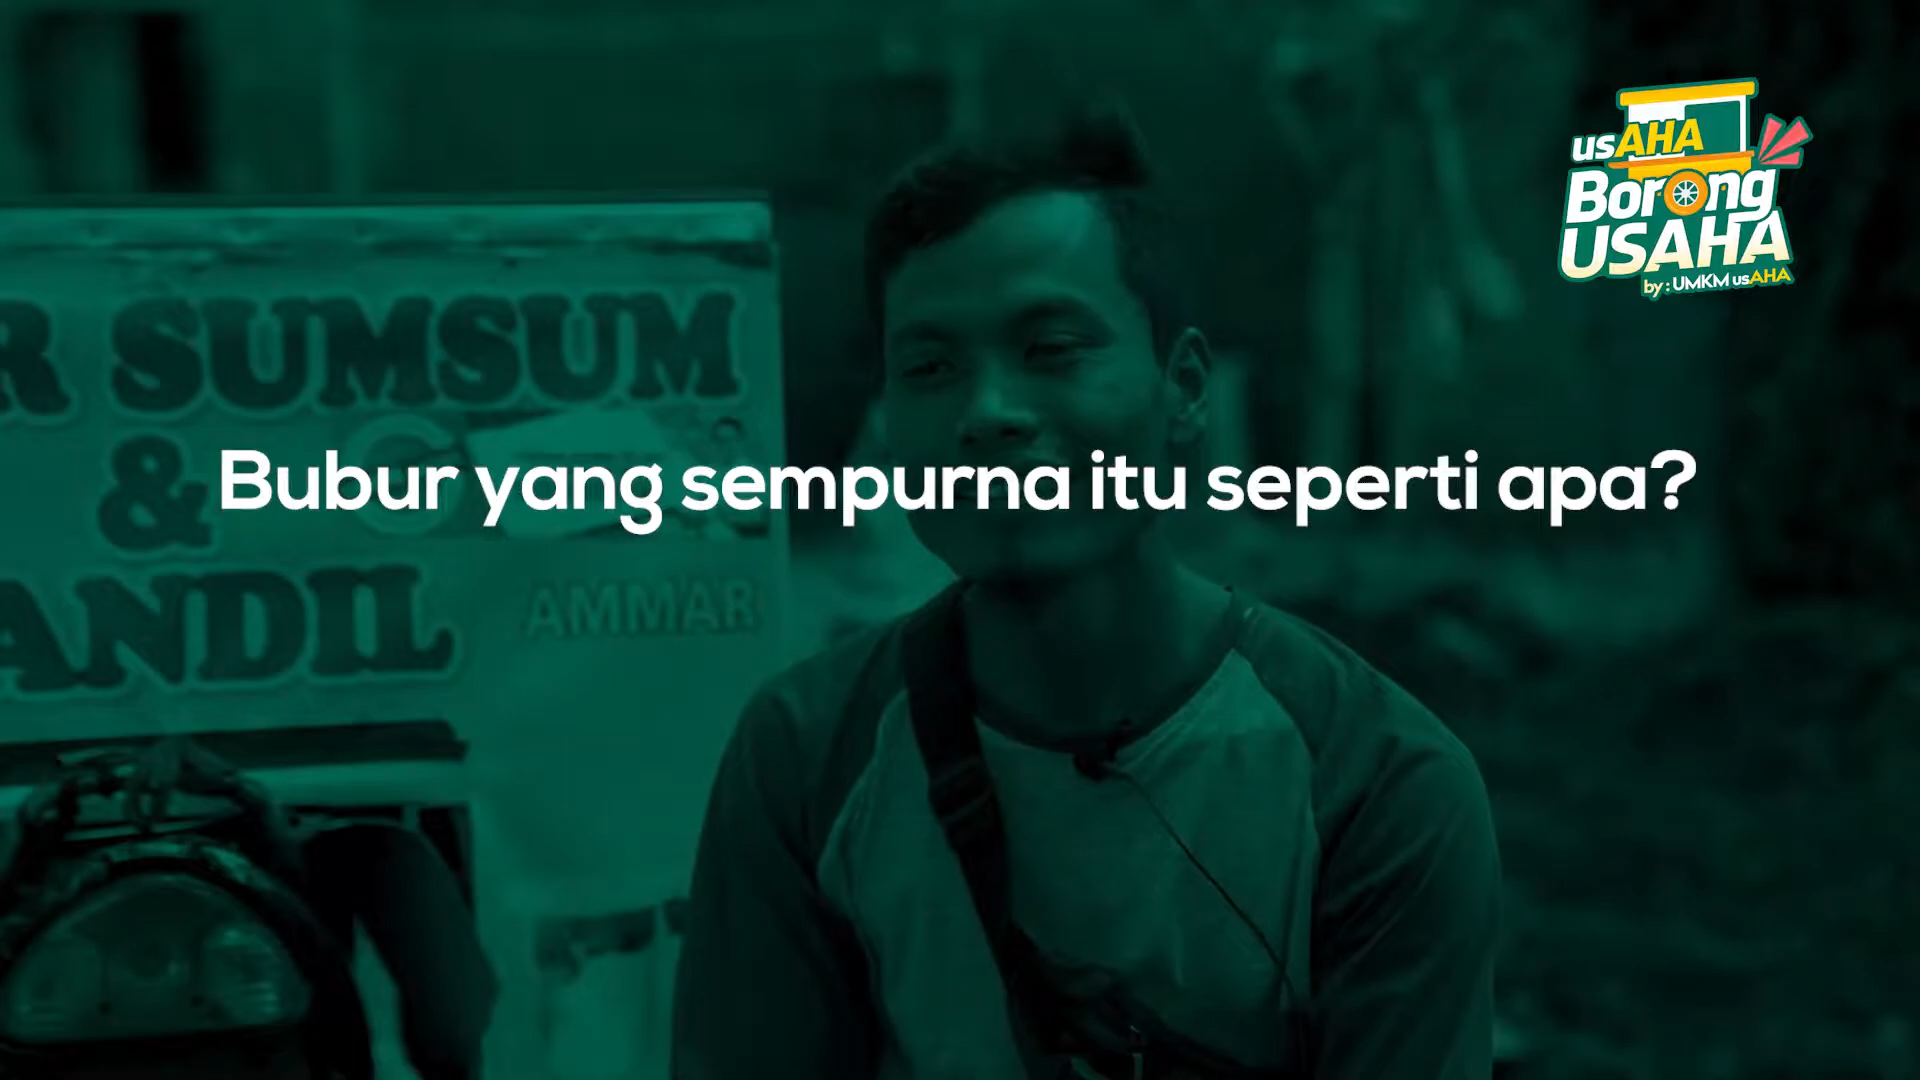 usAHA
Borong
USAHA
by : UMKM usAHA
R SUMSUM
&
ANDIL
AMMAR
Bubur yang sempurna itu seperti apa?